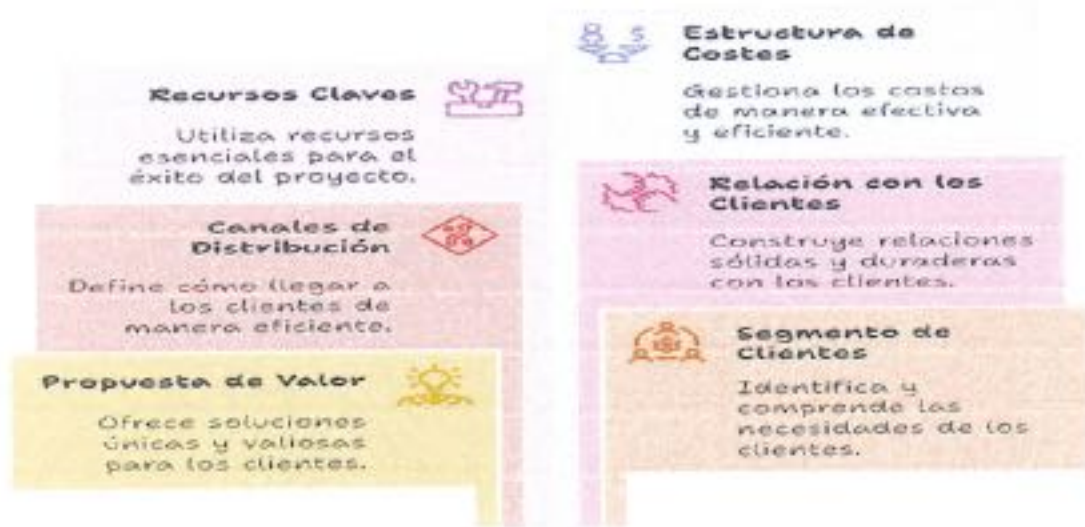 Recursos Claves
Utiliza recursos
esenciales para el
éxito del proyecto.
Canales de
Distribución
Define cómo llegar a
los clientes de
manera eficiente.
Propuesta de Valor
Ofrece soluciones
únicas y valiosas
para los clientes.
Estructura de
Costes
Gestiona los costos
de manera efectiva
y eficiente.
Relación con los
Clientes
Construye relaciones
sólidas y duraderas
con los clientes.
Segmento de
Clientes
Identifica y
comprende las
necesidades de los
clientes.